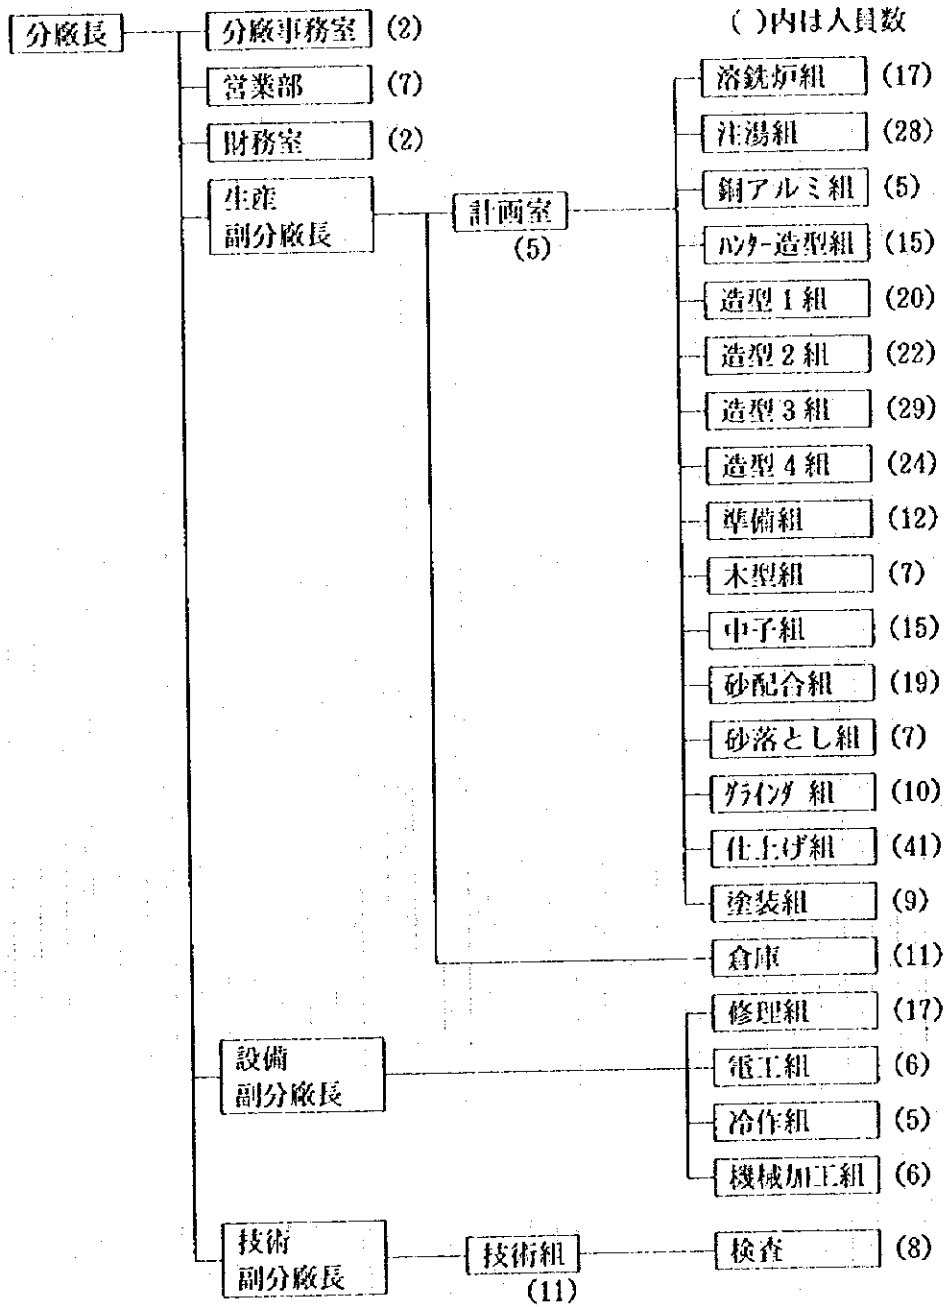 ( )内は人員数
分廠長
分廠事務室 (2)
営業部 (7)
財務室 (2)
生産
副分廠長
計画室
(5)
溶銑炉組 (17)
注湯組 (28)
銅アルミ組 (5)
ハンター造型組 (15)
造型1組 (20)
造型2組 (22)
造型3組 (29)
造型4組 (24)
準備組 (12)
木型組 (7)
中子組 (15)
砂配合組 (19)
砂落とし組 (7)
グラインダ 組 (10)
仕上げ組 (41)
塗装組 (9)
倉庫 (11)
設備
副分廠長
修理組 (17)
電工組 (6)
冷作組 (5)
機械加工組 (6)
技術
副分廠長
技術組
(11)
検査 (8)